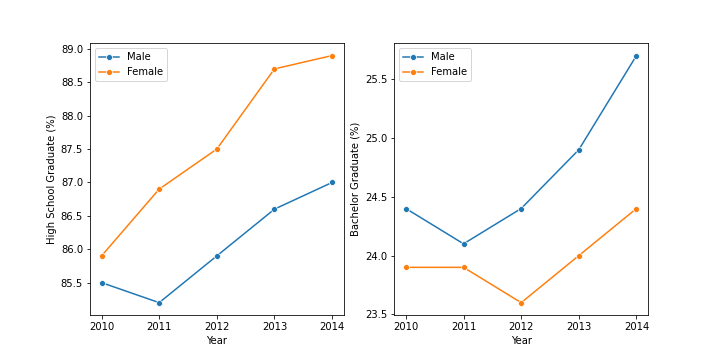 Male
Female
89.0
88.5
88.0
87.5
87.0
86.5
86.0
85.5
High School Graduate (%)
2010 2011 2012 2013 2014
Year
Male
Female
25.5
25.0
24.5
24.0
23.5
Bachelor Graduate (%)
2010 2011 2012 2013 2014
Year